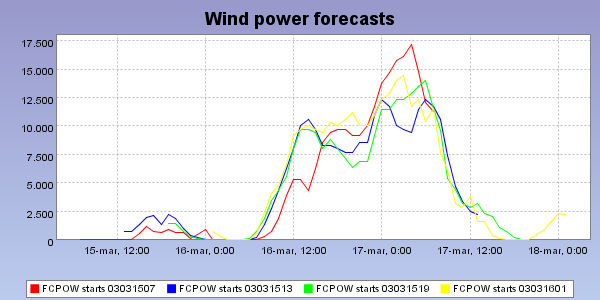 Wind power forecasts
17.500
15.000
12.500
10.000
7.500
5.000
2.500
0
15-mar, 12:00
16-mar, 0:00
16-mar, 12:00
17-mar, 0:00
17-mar, 12:00
18-mar, 0:00
FCPOW starts 03031507 FCPOW starts 03031513 FCPOW starts 03031519 FCPOW starts 03031601